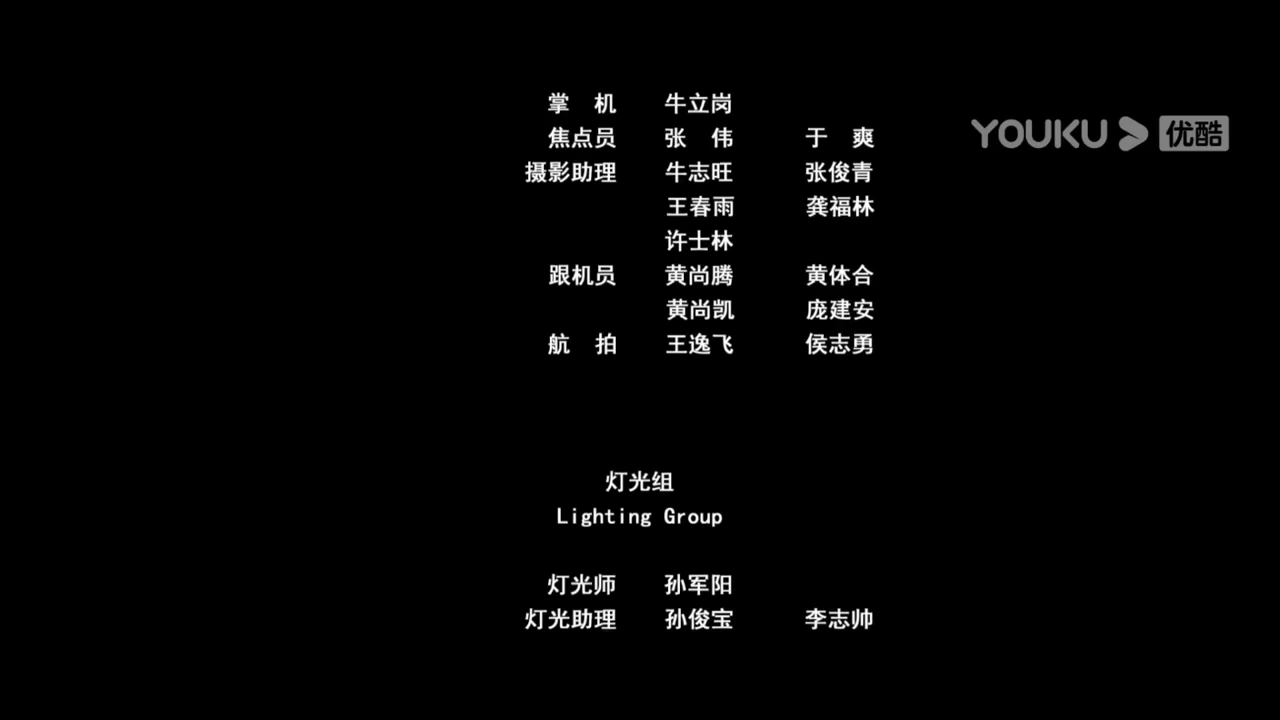 掌 机 牛立岗
焦点员 张 伟 于 爽
YOUKU 优酷
摄影助理 牛志旺 张俊青
王春雨 龚福林
许士林
跟机员 黄尚腾 黄体合
黄尚凯 庞建安
航 拍 王逸飞 侯志勇
灯光组
Lighting Group
灯光师 孙军阳
灯光助理 孙俊宝 李志帅